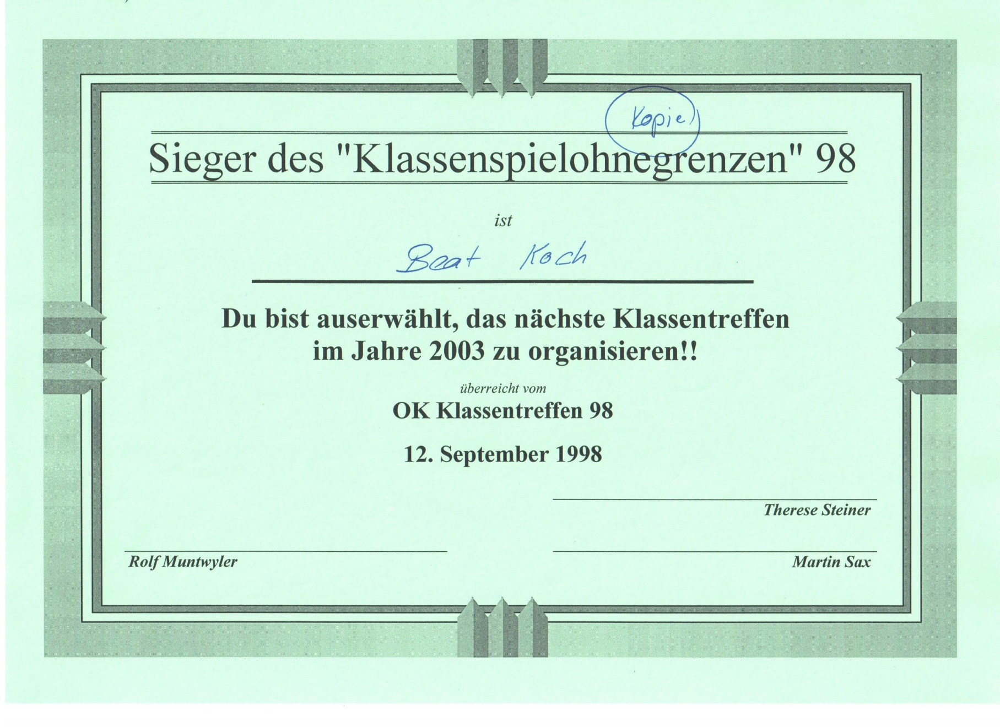 Kopie
Sieger des "Klassenspielohnegrenzen" 98
ist
Beat Koch
Du bist auserwählt, das nächste Klassentreffen
im Jahre 2003 zu organisieren!!
überreicht vom
OK Klassentreffen 98
12. September 1998
Therese Steiner
Rolf Muntwyler
Martin Sax